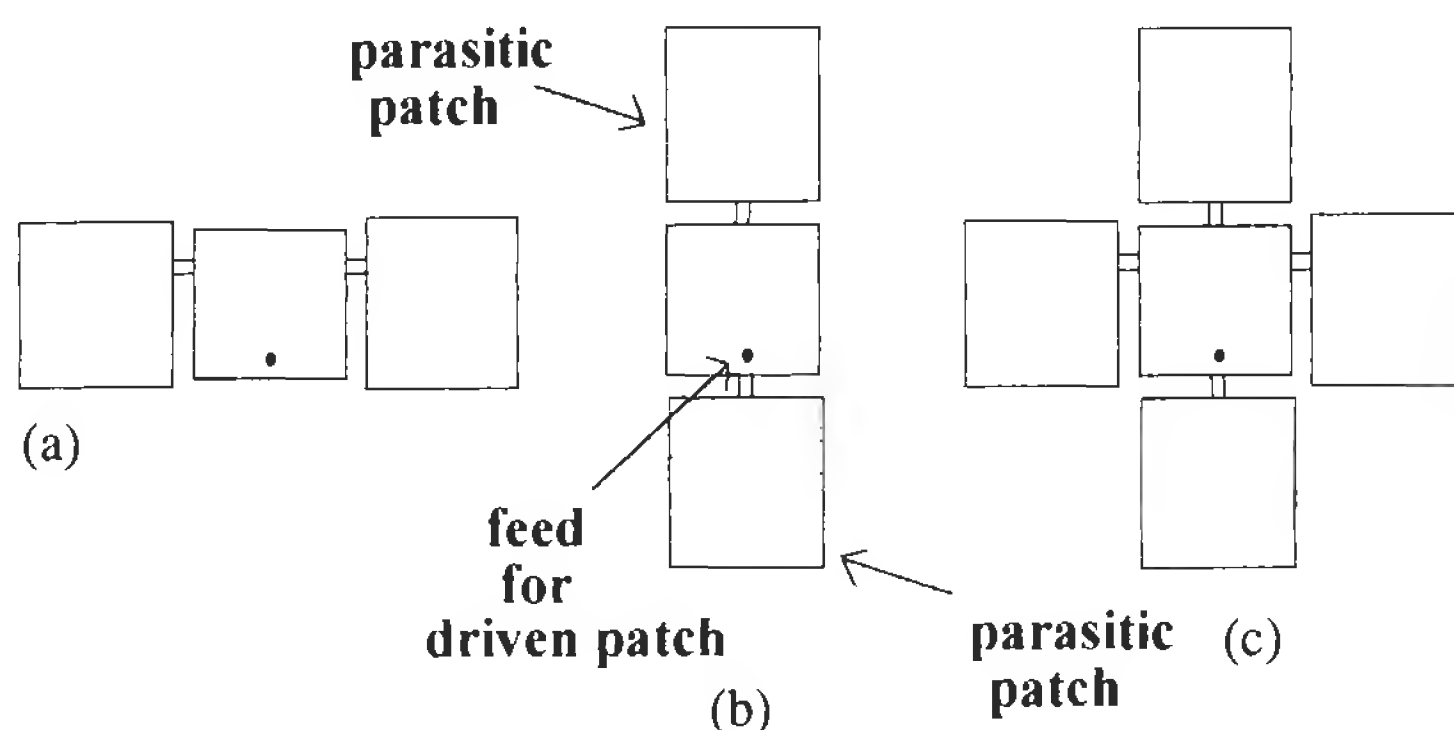 parasitic
patch
(a)
feed
for
driven patch
(b)
parasitic
patch
(c)